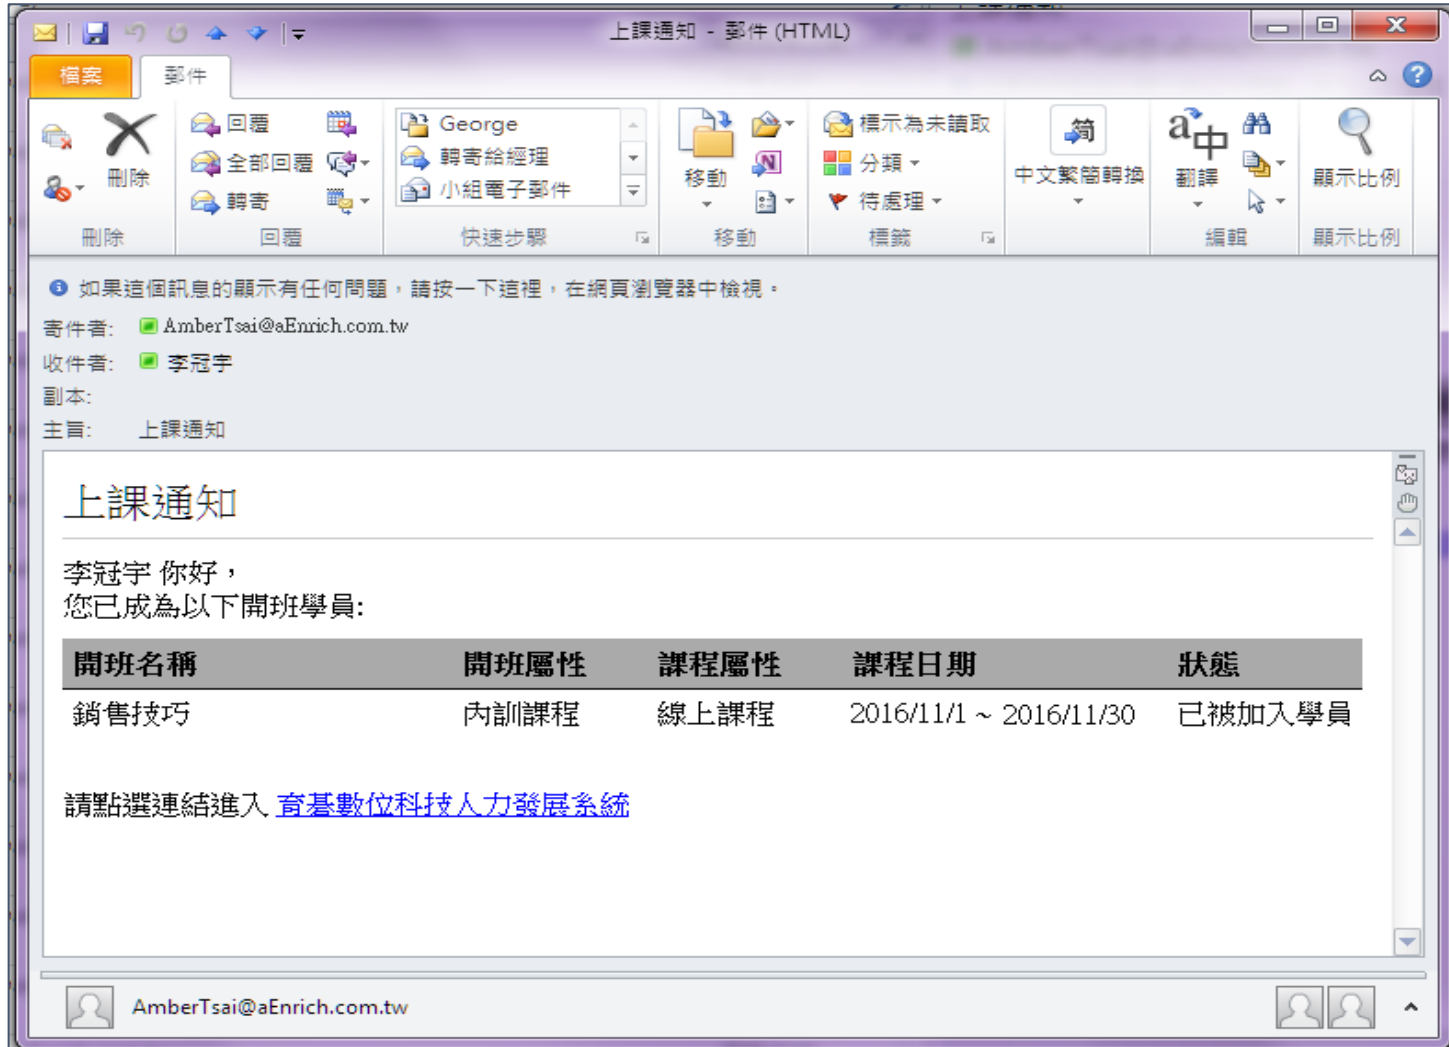 上課通知 - 郵件 (HTML)
檔案 郵件
刪除
回覆
全部回覆
轉寄
George
轉寄給經理
小組電子郵件
移動
標示為未讀取
分類
待處理
简
中文繁簡轉換
a中
翻譯
顯示比例
刪除 回覆 快速步驟 移動 標籤 編輯 顯示比例
如果這個訊息的顯示有任何問題，請按一下這裡，在網頁瀏覽器中檢視。
寄件者: AmberTsai@aEnrich.com.tw
收件者: 李冠宇
副本:
主旨: 上課通知
上課通知
李冠宇 你好，
您已成為以下開班學員:
開班名稱 開班屬性 課程屬性 課程日期 狀態
銷售技巧 內訓課程 線上課程 2016/11/1 ~ 2016/11/30 已被加入學員
請點選連結進入 育基數位科技人力發展系統
AmberTsai@aEnrich.com.tw